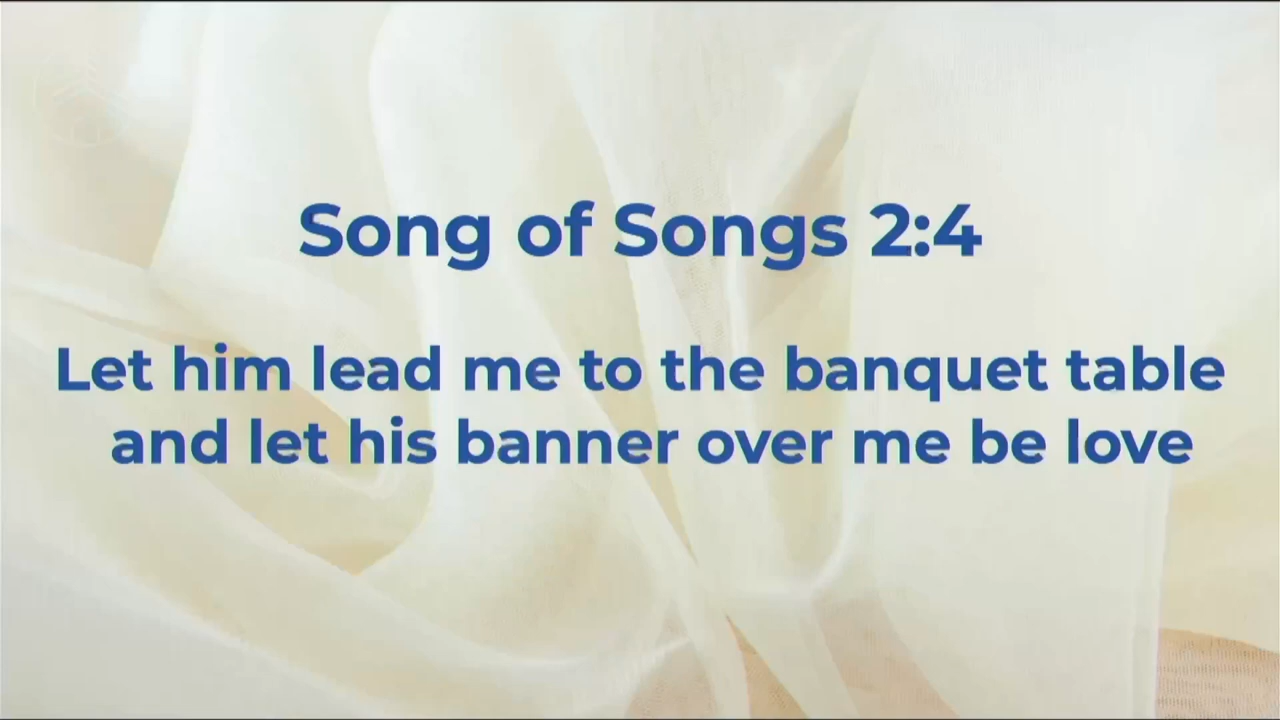 Song of Songs 2:4
Let him lead me to the banquet table
and let his banner over me be love